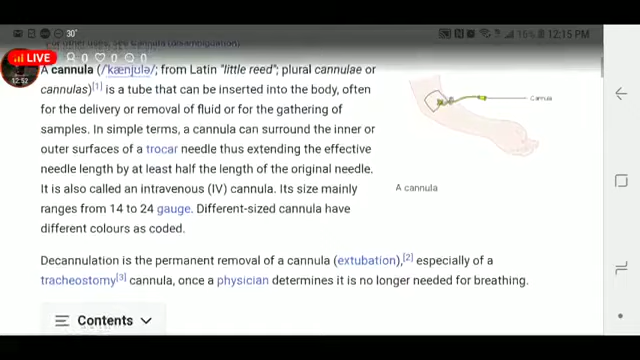 30°
16% 12:15 PM
LIVE
0 0 0
12:52
A cannula (/ˈkænjʊlə/; from Latin "little reed"; plural cannulae or
cannulas)[1] is a tube that can be inserted into the body, often
for the delivery or removal of fluid or for the gathering of
samples. In simple terms, a cannula can surround the inner or
outer surfaces of a trocar needle thus extending the effective
needle length by at least half the length of the original needle.
It is also called an intravenous (IV) cannula. Its size mainly
ranges from 14 to 24 gauge. Different-sized cannula have
different colours as coded.
Cannula
A cannula
Decannulation is the permanent removal of a cannula (extubation),[2] especially of a
tracheostomy[3] cannula, once a physician determines it is no longer needed for breathing.
Contents